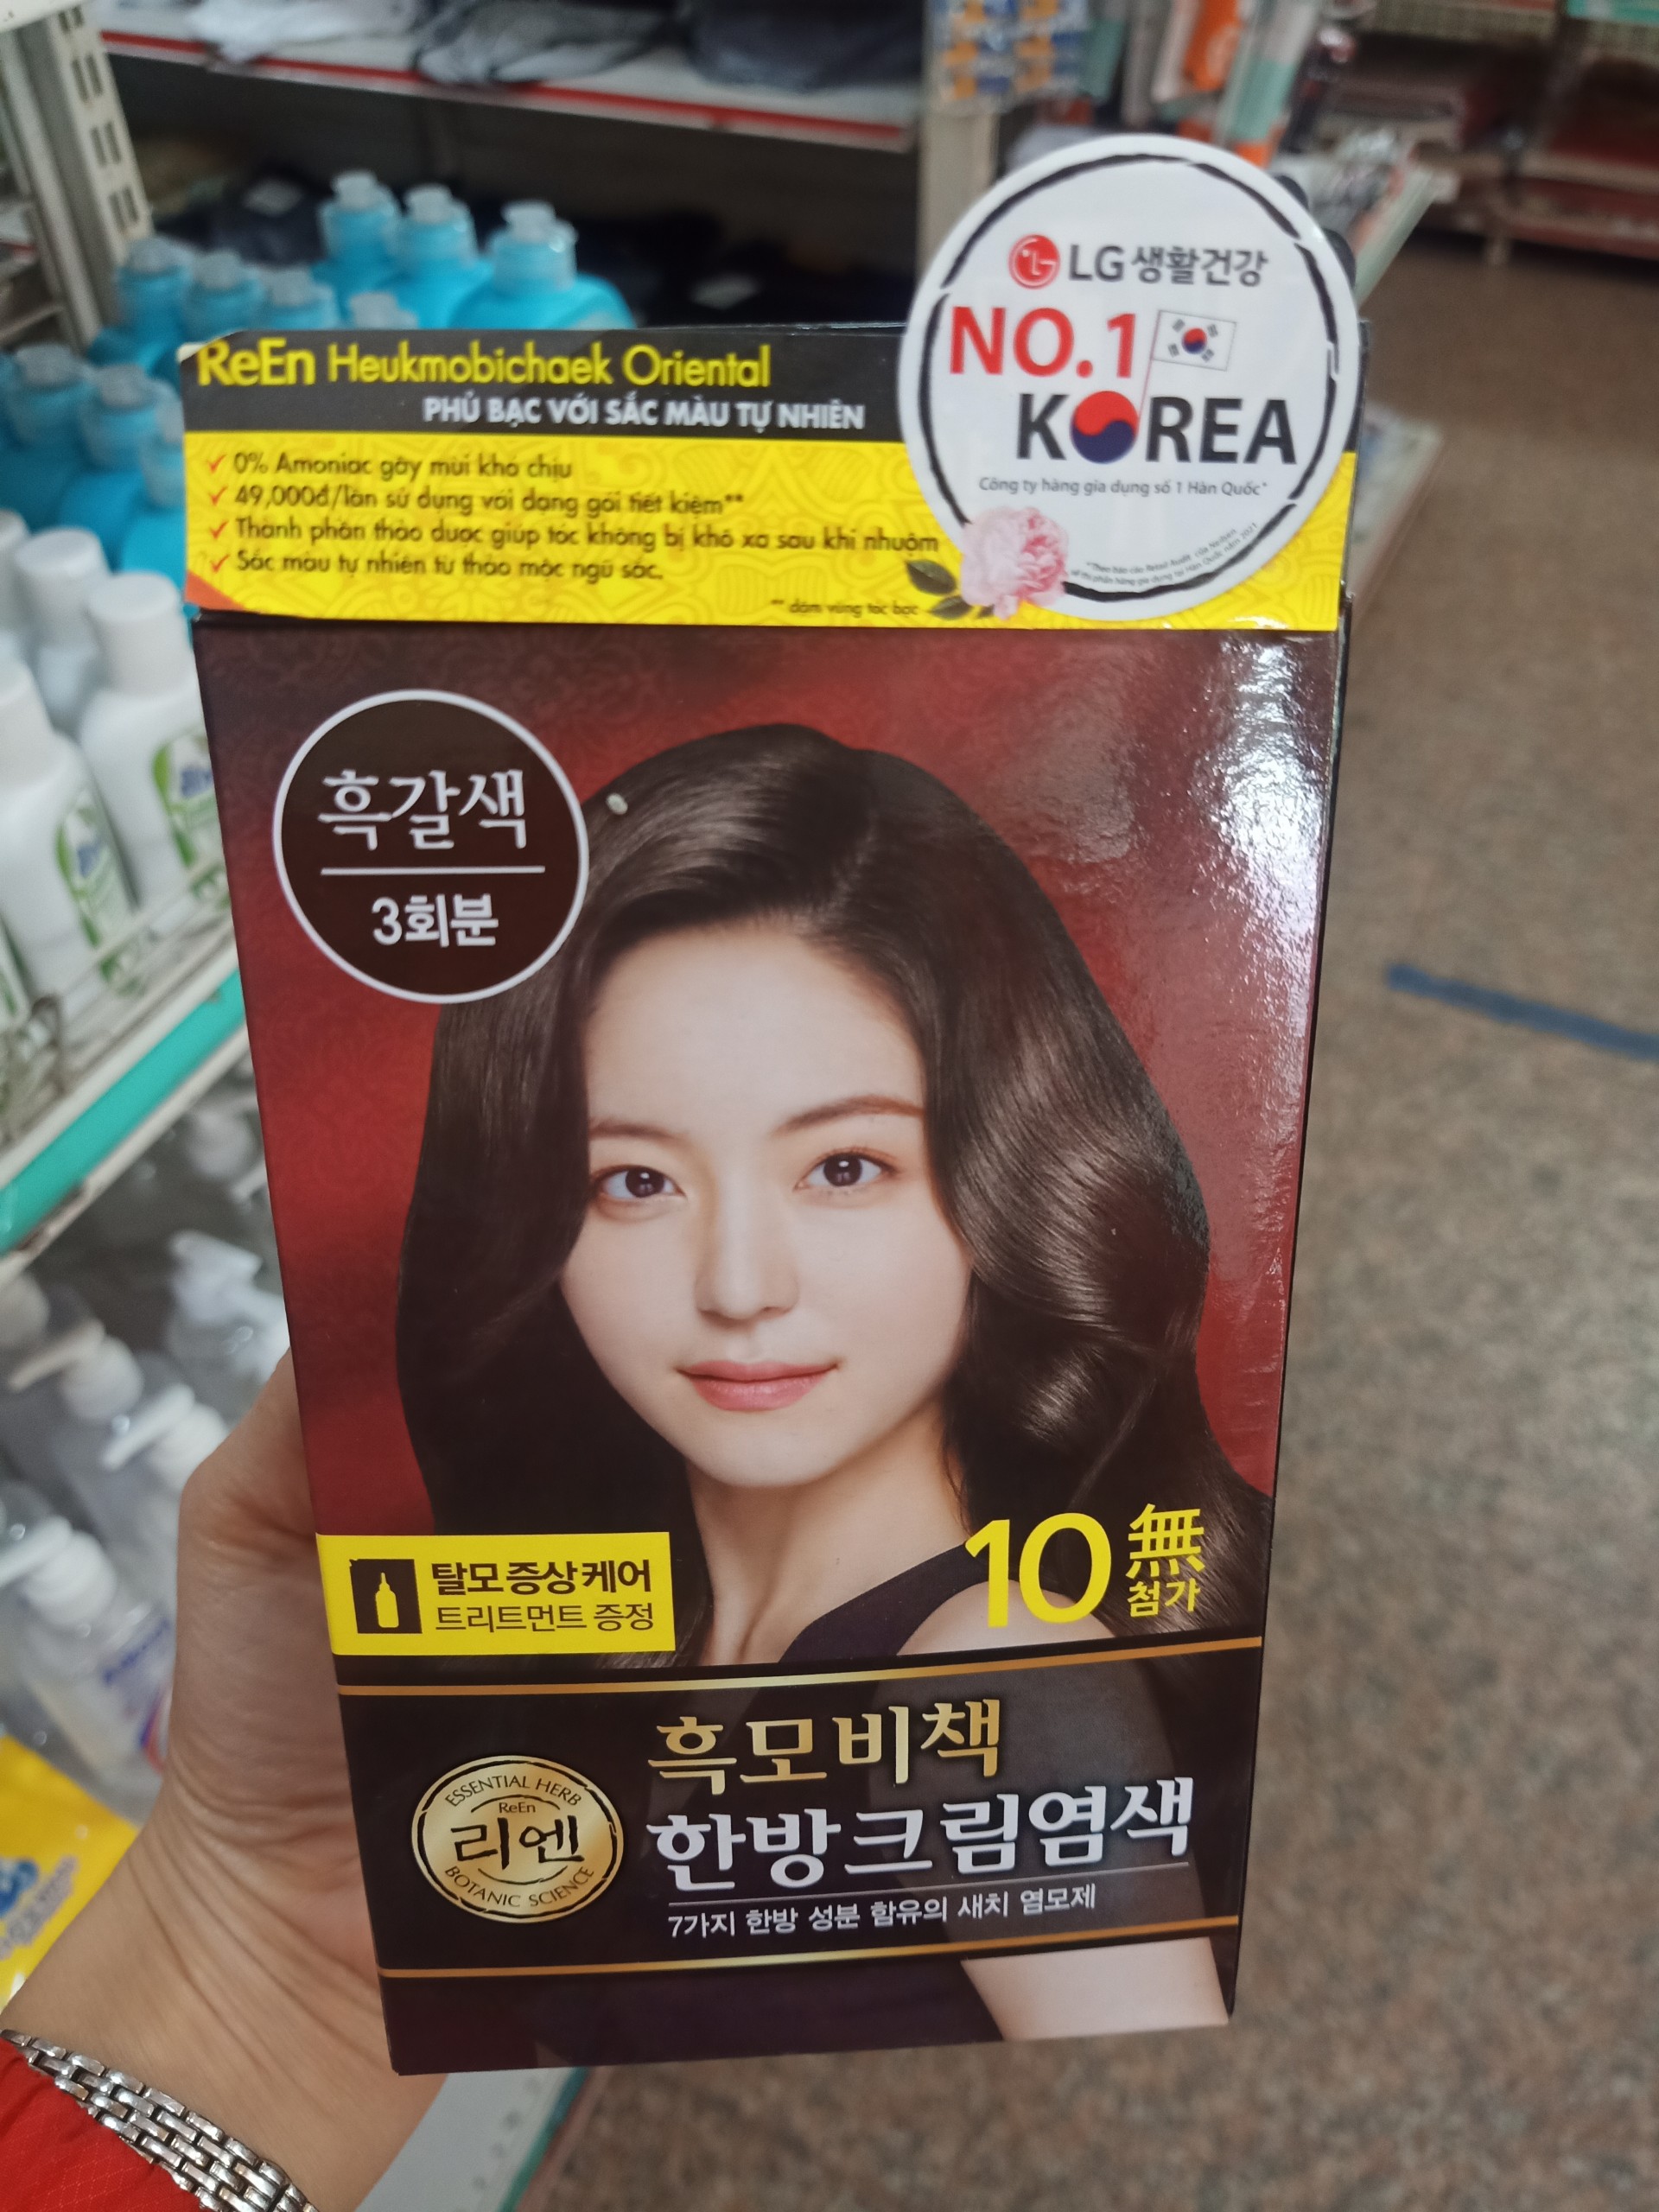 LG생활건강
NO.1
KOREA
Công ty hàng gia dụng số 1 Hàn Quốc*
ReEn Heukmobichaek Oriental
PHỦ BẠC VỚI SẮC MÀU TỰ NHIÊN
✓ 0% Amoniac gây mùi khó chịu
✓ 49,000đ/lần sử dụng với dạng gói tiết kiệm**
✓ Thành phần thảo dược giúp tóc không bị khô xơ sau khi nhuộm
✓ Sắc màu tự nhiên từ thảo mộc ngũ sắc.
** dặm vùng tóc bạc
흑갈색
3회분
탈모증상케어
트리트먼트 증정
10 無
첨가
흑모비책
한방크림염색
7가지 한방 성분 함유의 새치 염모제
ESSENTIAL HERB
ReEn
리엔
BOTANIC SCIENCE